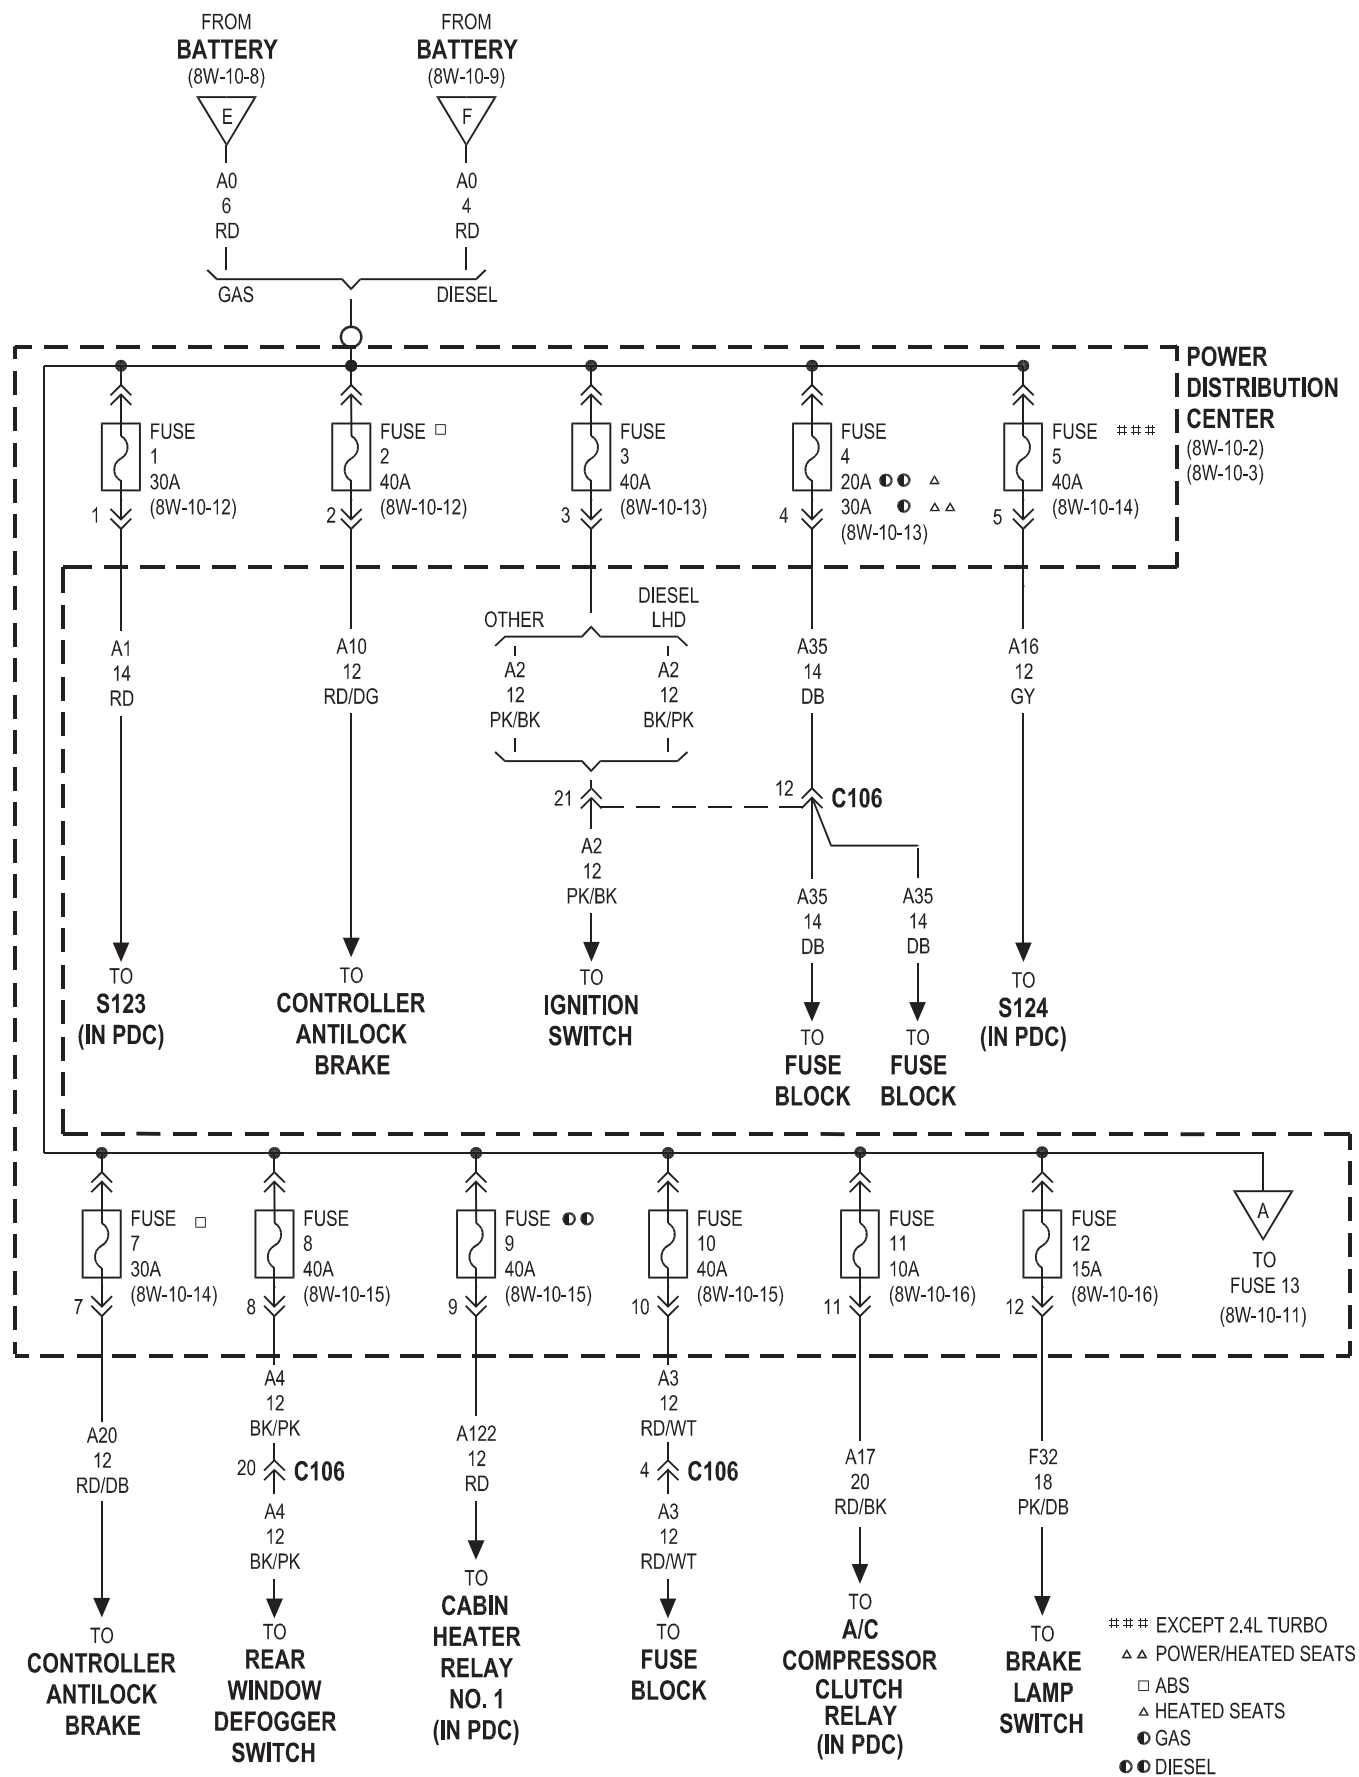 FROM
BATTERY
(8W-10-8)
E
A0
6
RD
GAS
FROM
BATTERY
(8W-10-9)
F
A0
4
RD
DIESEL
POWER
DISTRIBUTION
CENTER
(8W-10-2)
(8W-10-3)
FUSE
1
30A
(8W-10-12)
1
FUSE □
2
40A
(8W-10-12)
2
FUSE
3
40A
(8W-10-13)
3
FUSE
4
20A ◐ ◐ △
30A ◐ △ △
(8W-10-13)
4
FUSE ###
5
40A
(8W-10-14)
5
A1
14
RD
TO
S123
(IN PDC)
A10
12
RD/DG
TO
CONTROLLER
ANTILOCK
BRAKE
OTHER
A2
12
PK/BK
DIESEL
LHD
A2
12
BK/PK
21
A2
12
PK/BK
TO
IGNITION
SWITCH
A35
14
DB
12
C106
A35
14
DB
TO
FUSE
BLOCK
A35
14
DB
TO
FUSE
BLOCK
A16
12
GY
TO
S124
(IN PDC)
FUSE □
7
30A
(8W-10-14)
7
FUSE
8
40A
(8W-10-15)
8
FUSE ◐ ◐
9
40A
(8W-10-15)
9
FUSE
10
40A
(8W-10-15)
10
FUSE
11
10A
(8W-10-16)
11
FUSE
12
15A
(8W-10-16)
12
A
TO
FUSE 13
(8W-10-11)
A20
12
RD/DB
TO
CONTROLLER
ANTILOCK
BRAKE
A4
12
BK/PK
20
C106
A4
12
BK/PK
TO
REAR
WINDOW
DEFOGGER
SWITCH
A122
12
RD
TO
CABIN
HEATER
RELAY
NO. 1
(IN PDC)
A3
12
RD/WT
4
C106
A3
12
RD/WT
TO
FUSE
BLOCK
A17
20
RD/BK
TO
A/C
COMPRESSOR
CLUTCH
RELAY
(IN PDC)
F32
18
PK/DB
TO
BRAKE
LAMP
SWITCH
### EXCEPT 2.4L TURBO
△ △ POWER/HEATED SEATS
□ ABS
△ HEATED SEATS
◐ GAS
◐ ◐ DIESEL